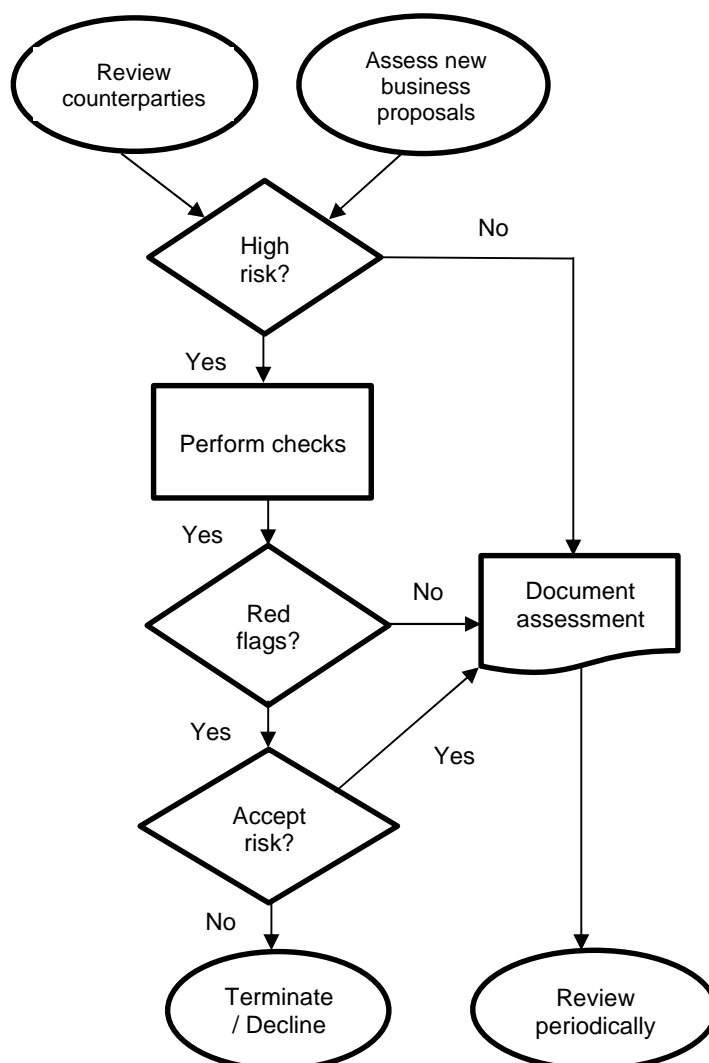 Review
counterparties
Assess new
business
proposals
High
risk?
No
Yes
Perform checks
Yes
Red
flags?
No
Document
assessment
Yes
Yes
Accept
risk?
No
Terminate
/ Decline
Review
periodically